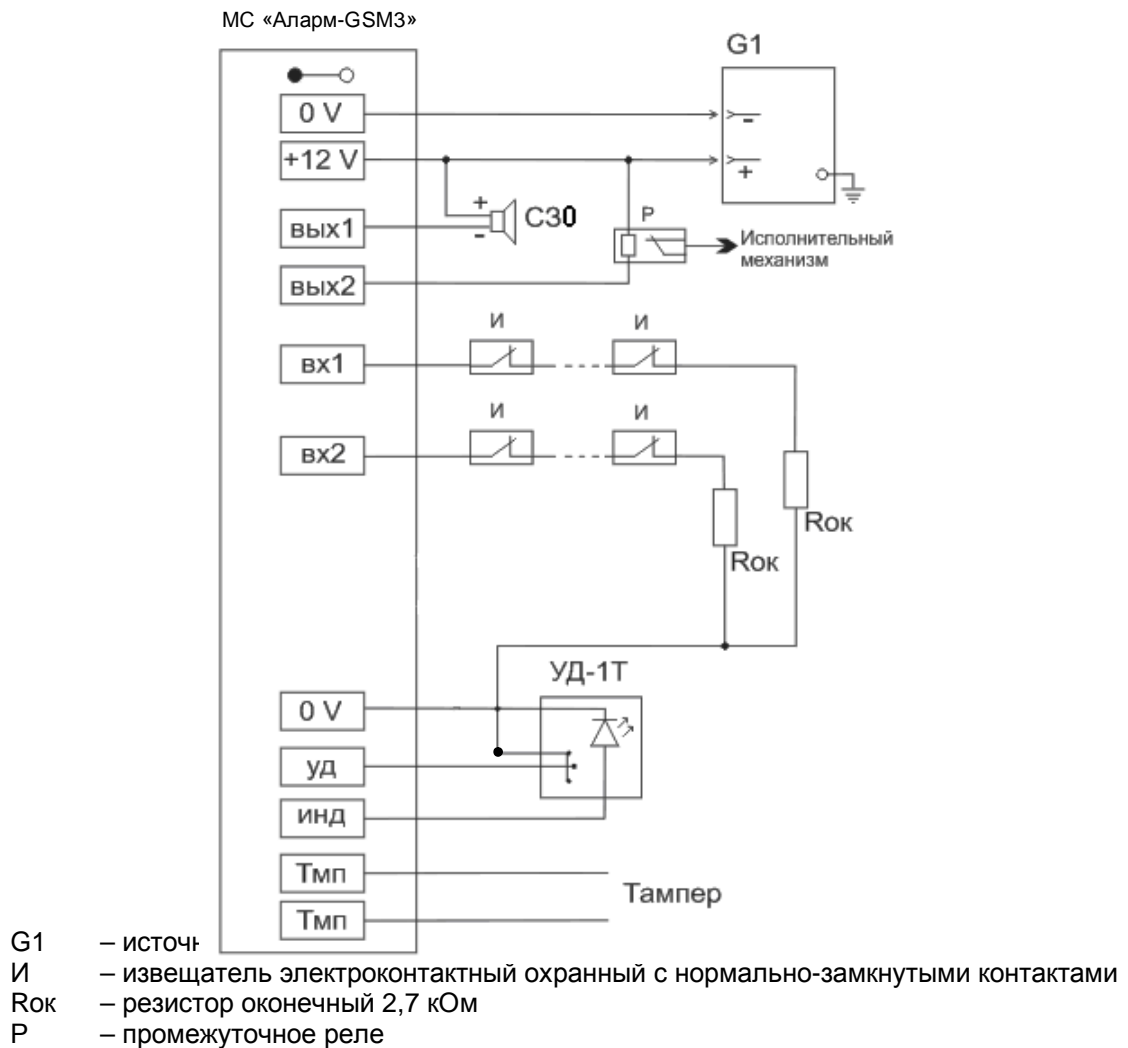 МС «Аларм-GSM3»
G1
0 V
-
+12 V
+
+
СЗ0
Р
вых1
-
Исполнительный
механизм
вых2
И И
вх1
И И
вх2
Rок
Rок
УД-1Т
0 V
уд
инд
Тмп
Тампер
Тмп
G1 –
И – извещатель электроконтактный охранный с нормально-замкнутыми контактами
Rок – резистор оконечный 2,7 кОм
Р – промежуточное реле